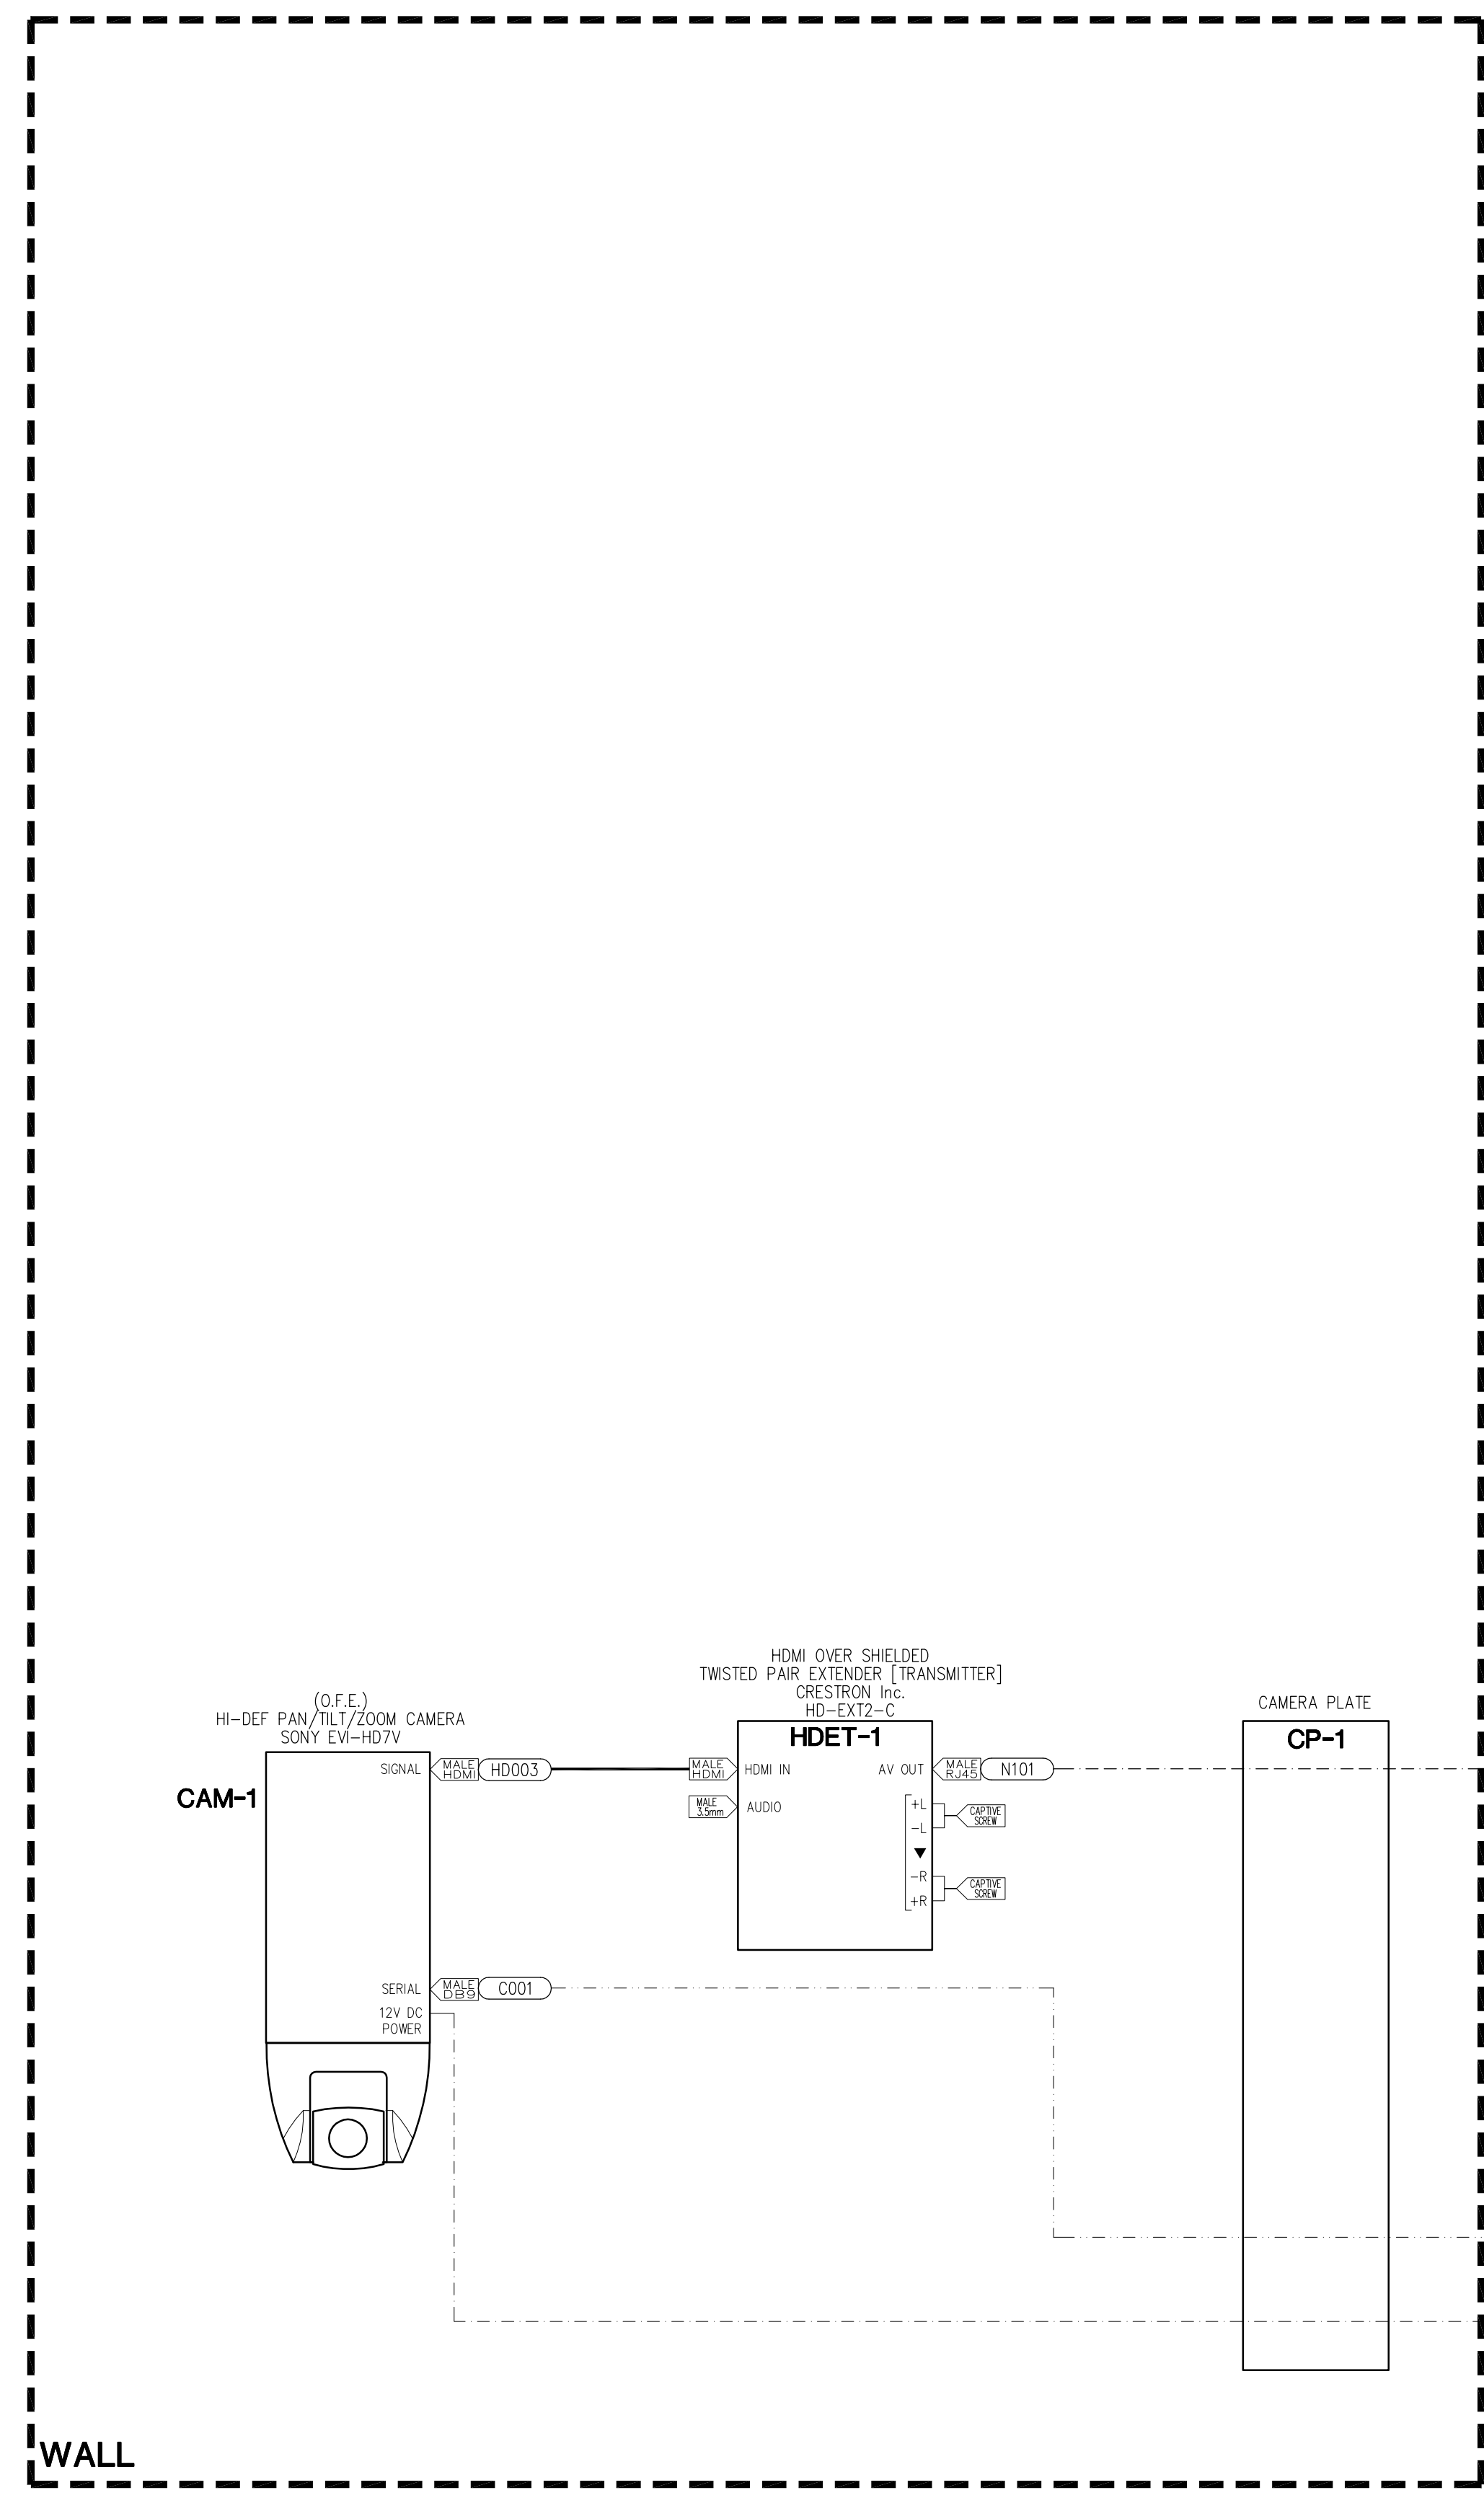 HDMI OVER SHIELDED
TWISTED PAIR EXTENDER [TRANSMITTER]
CRESTRON Inc.
HD-EXT2-C
HDET-1
(O.F.E.)
HI-DEF PAN/TILT/ZOOM CAMERA
SONY EVI-HD7V
CAMERA PLATE
CP-1
CAM-1
SIGNAL
MALE
HDMI
HD003
MALE
HDMI
HDMI IN
AV OUT
MALE
RJ45
N101
MALE
3.5mm
AUDIO
+L
-L
CAPTIVE
SCREW
-R
+R
CAPTIVE
SCREW
SERIAL
MALE
DB9
C001
12V DC
POWER
WALL